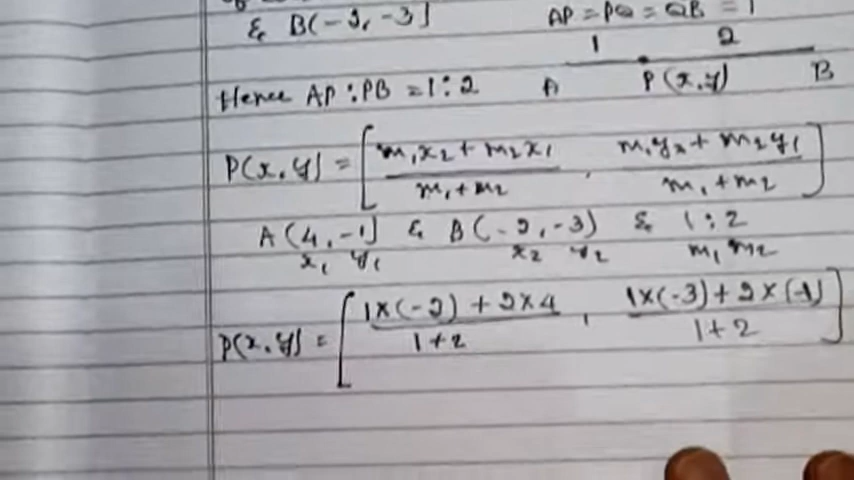 & B(-2, -3] AP = PQ = QB = 1
1 2
Hence AP : PB = 1 : 2 A P(x, y) B
P(x, y) = [ m₁x₂ + m₂x₁ / m₁ + m₂ , m₁y₂ + m₂y₁ / m₁ + m₂ ]
A (4, -1] & B(-2, -3) & 1 : 2
x₁ y₁ x₂ y₂ m₁ m₂
P(x, y) = [ 1×(-2) + 2×4 / 1+2 , 1×(-3) + 2×(-1) / 1+2 ]